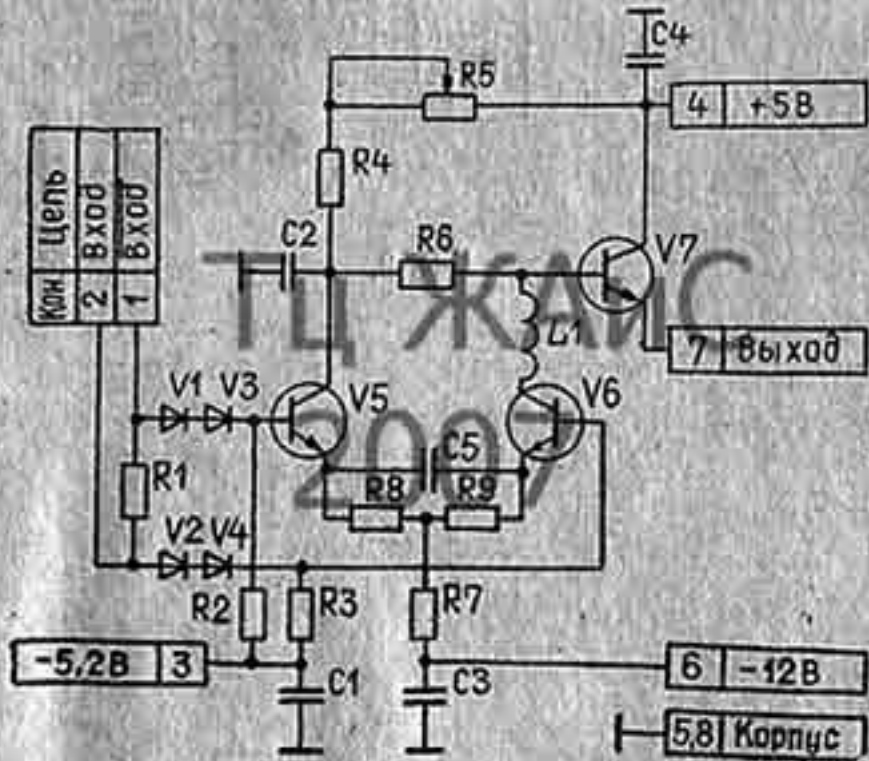 C4
R5
4 +5В
Кон Цепь
2 Вход
1 Вход
R4
C2
R6
V7
ТЦ ЖАиС
L1
7 Выход
V1 V3
V5
V6
2007
C5
R1
R8 R9
V2 V4
R2
R3
R7
-5,2В 3
C1
C3
6 -12В
5,8 Корпус